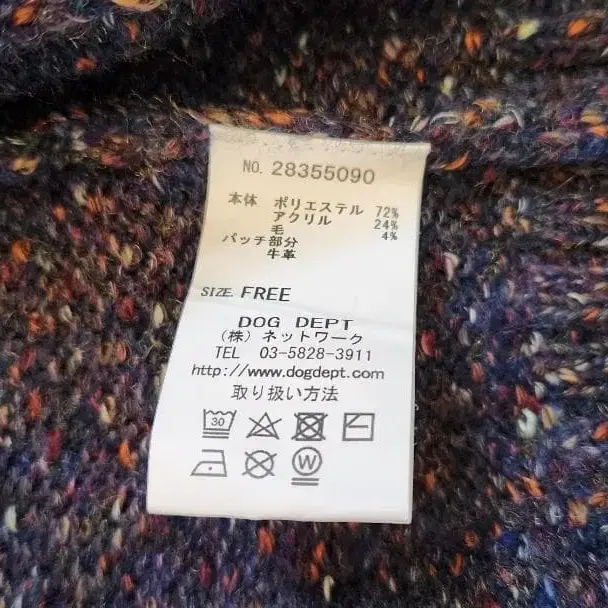 NO. 28355090
本体 ポリエステル 72%
アクリル 24%
毛 4%
パッチ部分
牛革
SIZE FREE
DOG DEPT
(株) ネットワーク
TEL 03-5828-3911
http://www.dogdept.com
取り扱い方法
30
W